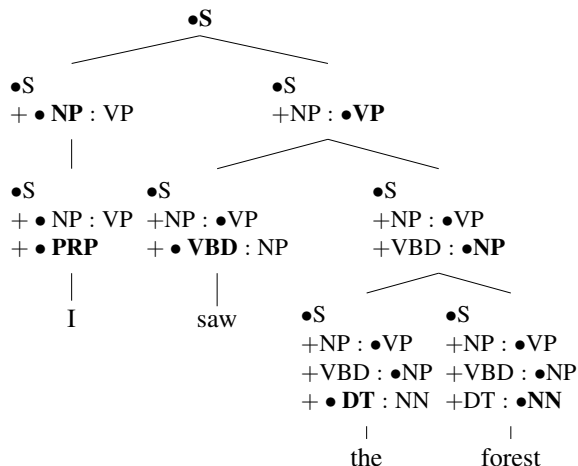 ●S
●S ●S
+ ● NP : VP +NP : ●VP
●S ●S ●S
+ ● NP : VP +NP : ●VP +NP : ●VP
+ ● PRP + ● VBD : NP +VBD : ●NP
I saw ●S ●S
+NP : ●VP +NP : ●VP
+VBD : ●NP +VBD : ●NP
+ ● DT : NN +DT : ●NN
the forest